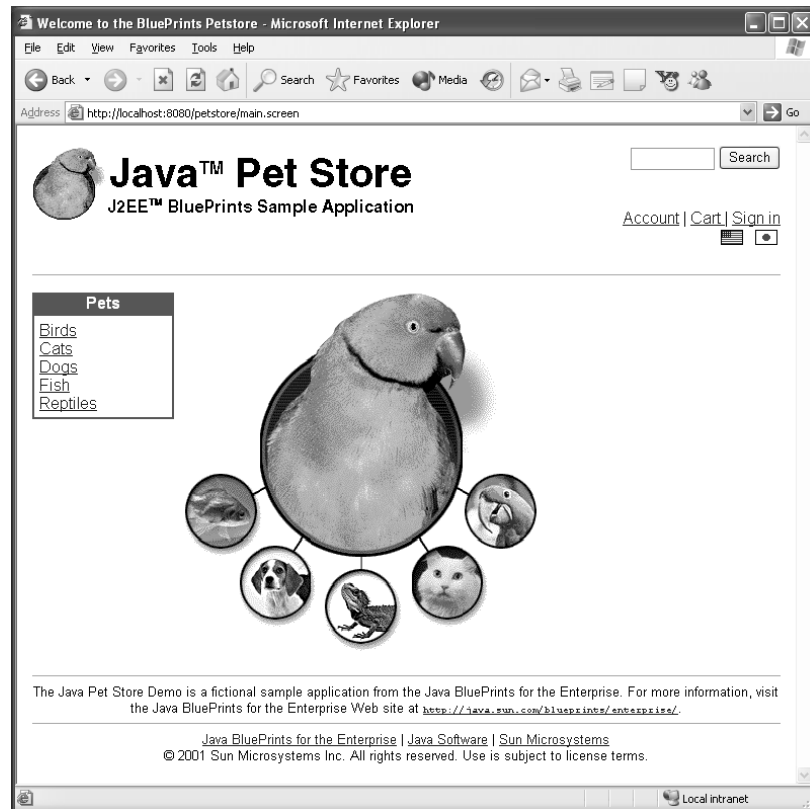 Welcome to the BluePrints Petstore - Microsoft Internet Explorer
File Edit View Favorites Tools Help
Back Search Favorites Media
Address http://localhost:8080/petstore/main.screen Go
Java™ Pet Store
J2EE™ BluePrints Sample Application
Search
Account | Cart | Sign in
Pets
Birds
Cats
Dogs
Fish
Reptiles
The Java Pet Store Demo is a fictional sample application from the Java BluePrints for the Enterprise. For more information, visit
the Java BluePrints for the Enterprise Web site at http://java.sun.com/blueprints/enterprise/.
Java BluePrints for the Enterprise | Java Software | Sun Microsystems
© 2001 Sun Microsystems Inc. All rights reserved. Use is subject to license terms.
Local intranet